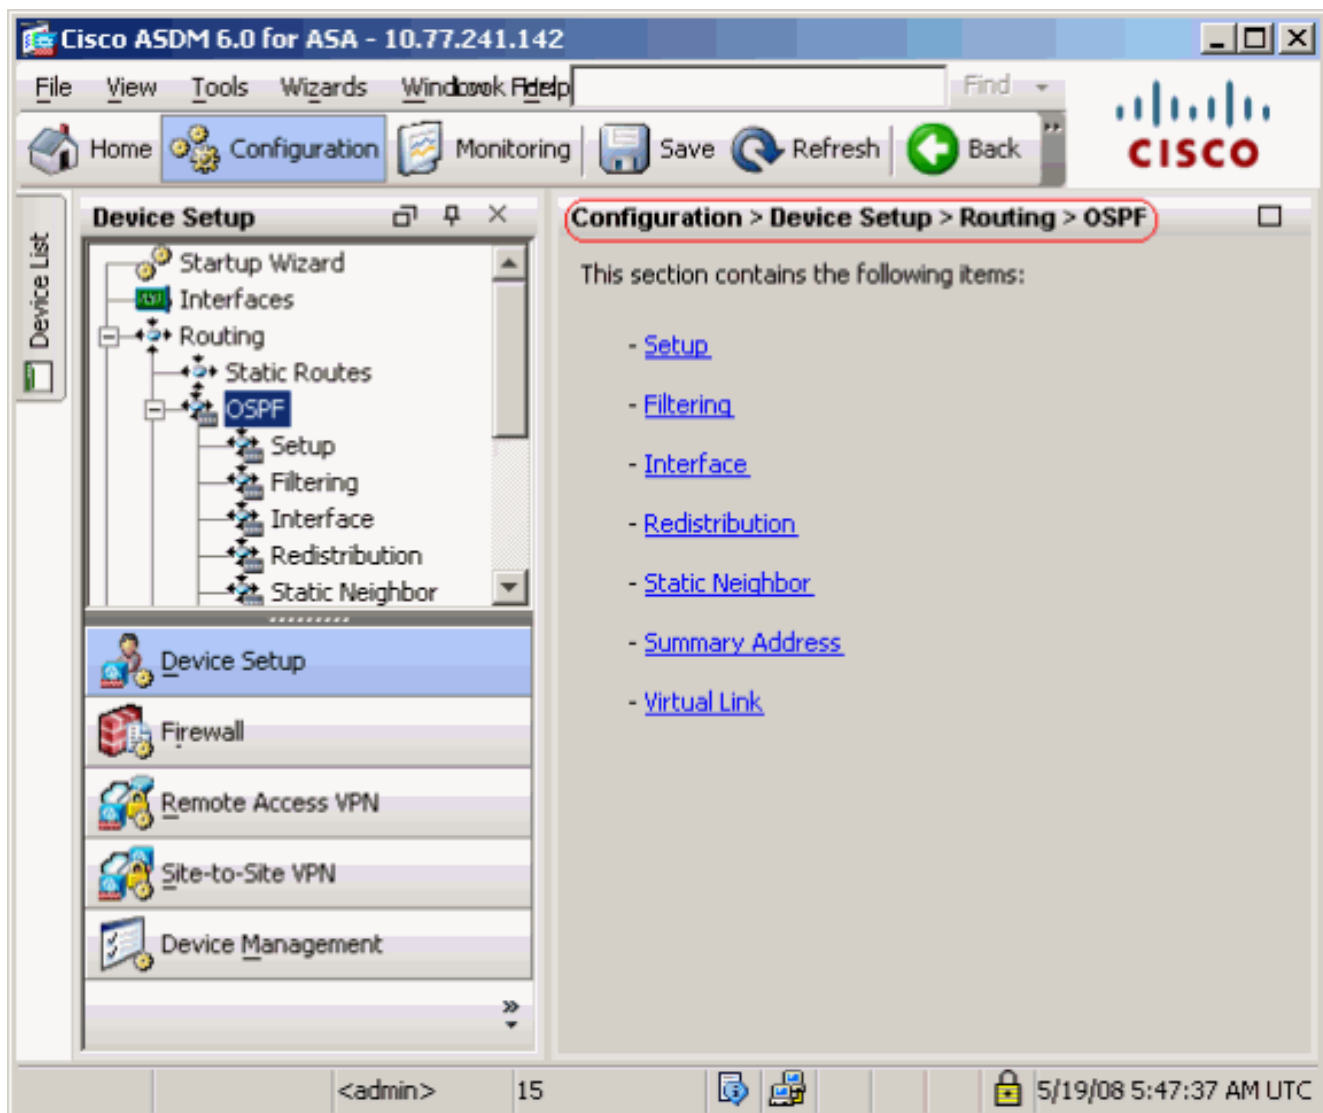 Cisco ASDM 6.0 for ASA - 10.77.241.142
File View Tools Wizards Window Help Find
Home Configuration Monitoring Save Refresh Back
CISCO
Device List
Device Setup
Startup Wizard
Interfaces
Routing
Static Routes
OSPF
Setup
Filtering
Interface
Redistribution
Static Neighbor
Device Setup
Firewall
Remote Access VPN
Site-to-Site VPN
Device Management
Configuration > Device Setup > Routing > OSPF
This section contains the following items:
- Setup
- Filtering
- Interface
- Redistribution
- Static Neighbor
- Summary Address
- Virtual Link
<admin> 15 5/19/08 5:47:37 AM UTC